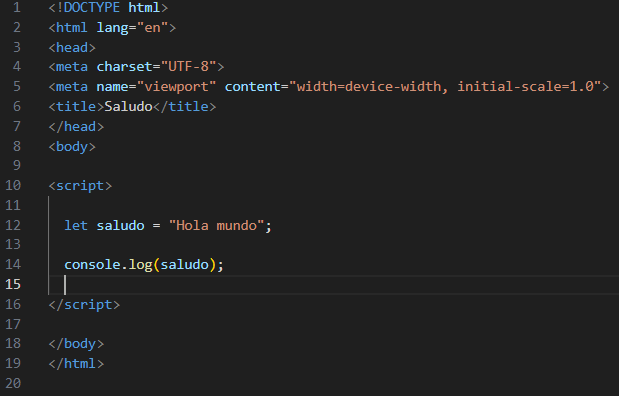 1 <!DOCTYPE html>
2 <html lang="en">
3 <head>
4 <meta charset="UTF-8">
5 <meta name="viewport" content="width=device-width, initial-scale=1.0">
6 <title>Saludo</title>
7 </head>
8 <body>
9
10 <script>
11
12 let saludo = "Hola mundo";
13
14 console.log(saludo);
15
16 </script>
17
18 </body>
19 </html>
20